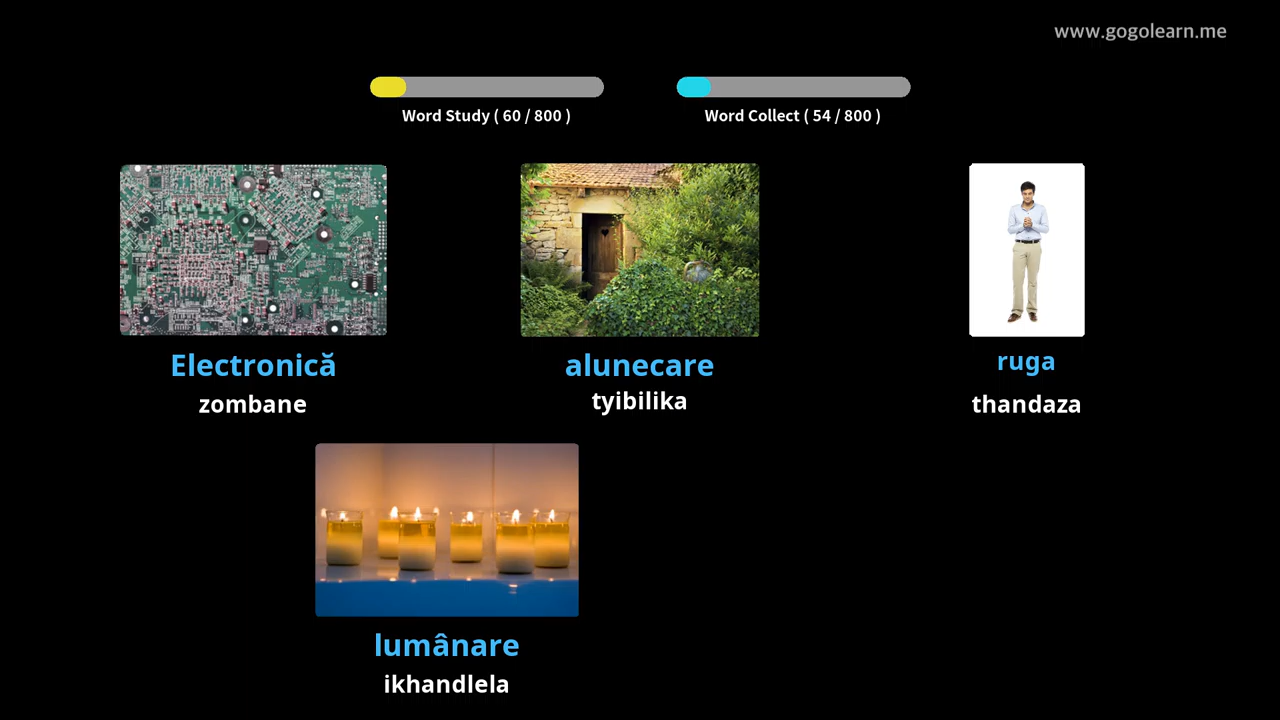 www.gogolearn.me
Word Study ( 60 / 800 )
Word Collect ( 54 / 800 )
Electronică
zombane
alunecare
tyibilika
ruga
thandaza
lumânare
ikhandlela